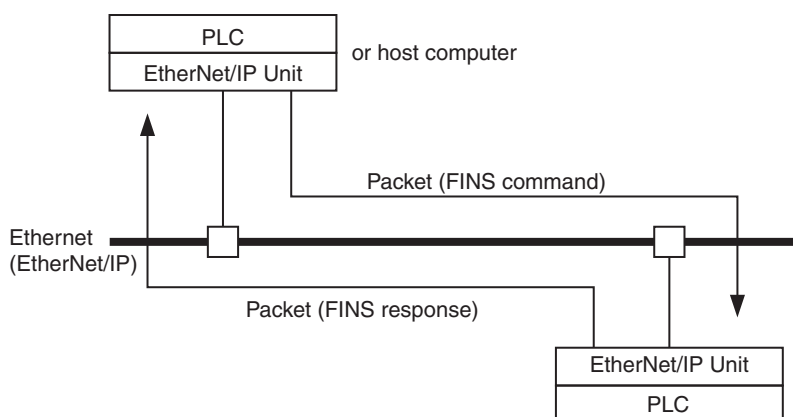 PLC
EtherNet/IP Unit
or host computer
Packet (FINS command)
Ethernet
(EtherNet/IP)
Packet (FINS response)
EtherNet/IP Unit
PLC